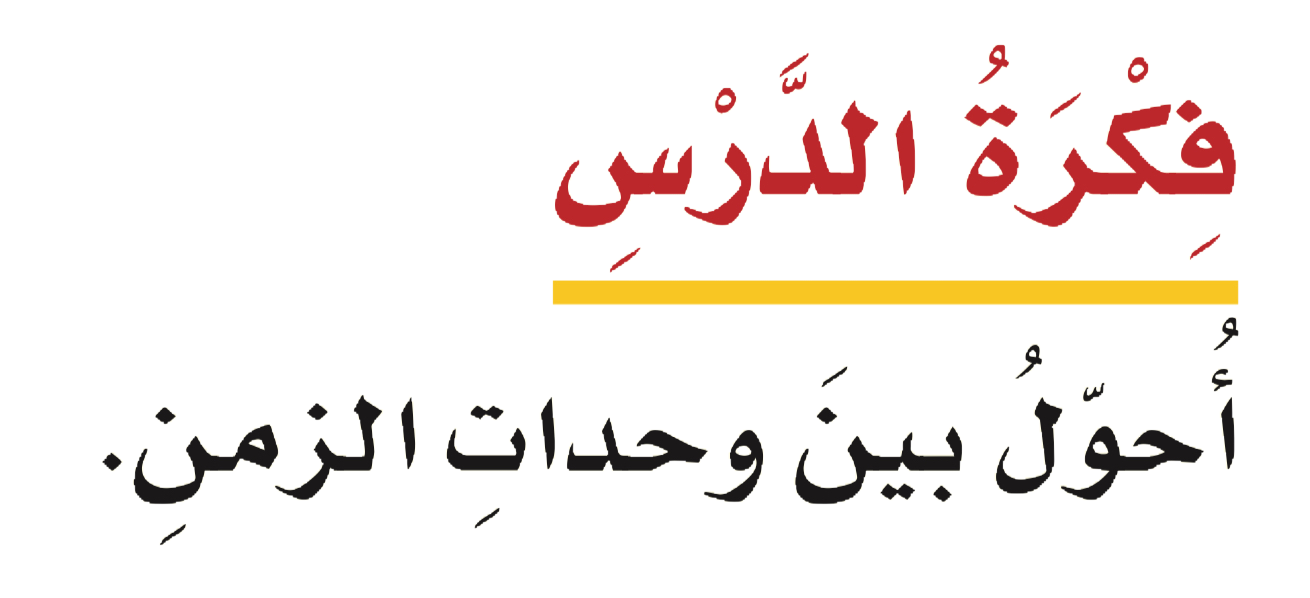 فِكْرَةُ الدَّرْسِ
أُحوّلُ بينَ وحداتِ الزمنِ.